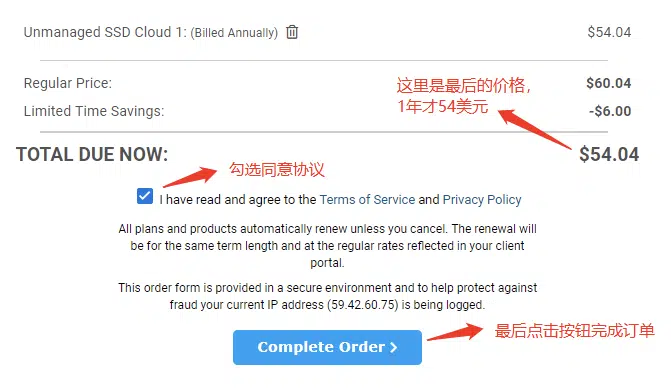 Unmanaged SSD Cloud 1: (Billed Annually) $54.04
Regular Price: $60.04
Limited Time Savings: -$6.00
这里是最后的价格，
1年才54美元
TOTAL DUE NOW: $54.04
勾选同意协议
I have read and agree to the Terms of Service and Privacy Policy
All plans and products automatically renew unless you cancel. The renewal will
be for the same term length and at the regular rates reflected in your client
portal.
This order form is provided in a secure environment and to help protect against
fraud your current IP address (59.42.60.75) is being logged.
Complete Order
最后点击按钮完成订单